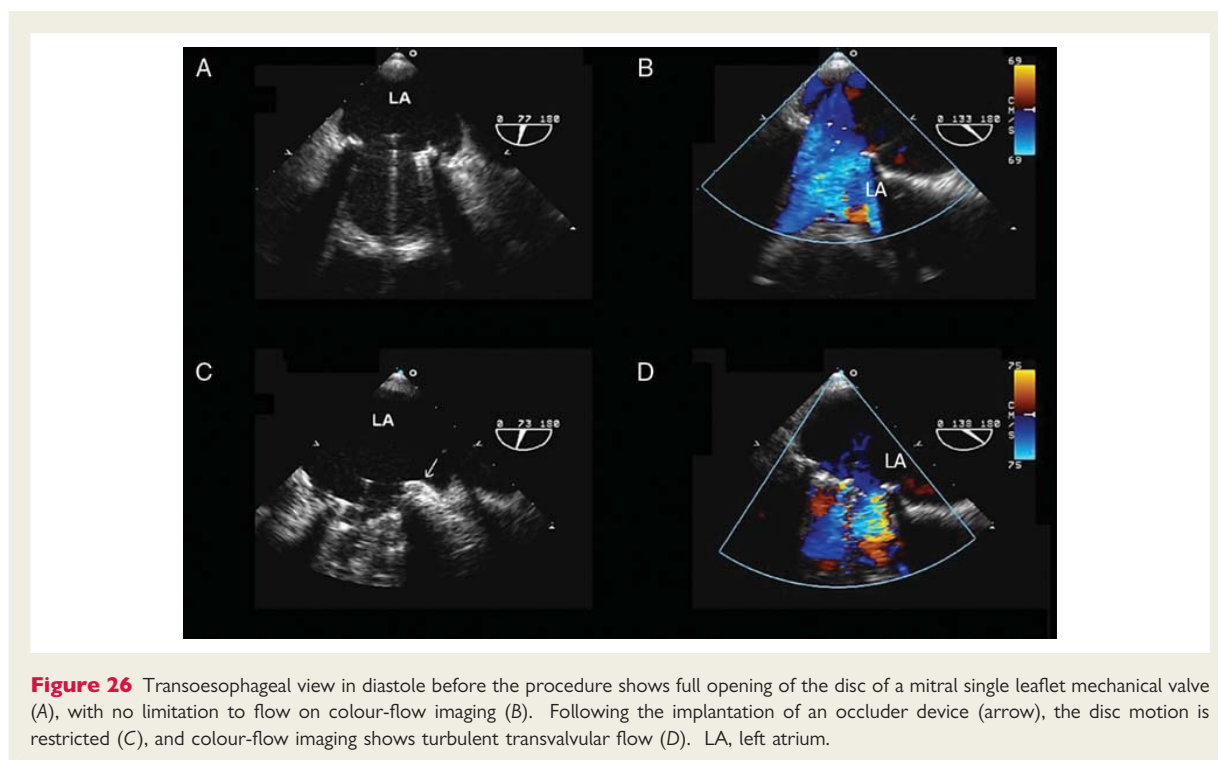 A
LA
0 77 180
B
69
CM/S
69
0 133 180
LA
C
LA
0 73 180
D
75
CM/S
75
0 138 180
LA
Figure 26 Transoesophageal view in diastole before the procedure shows full opening of the disc of a mitral single leaflet mechanical valve
(A), with no limitation to flow on colour-flow imaging (B). Following the implantation of an occluder device (arrow), the disc motion is
restricted (C), and colour-flow imaging shows turbulent transvalvular flow (D). LA, left atrium.